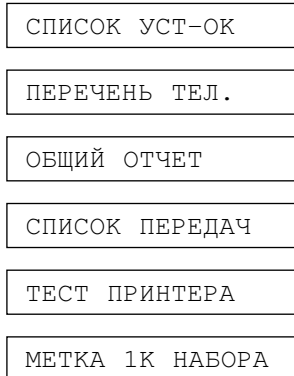 СПИСОК УСТ-ОК
ПЕРЕЧЕНЬ ТЕЛ.
ОБЩИЙ ОТЧЕТ
СПИСОК ПЕРЕДАЧ
ТЕСТ ПРИНТЕРА
МЕТКА 1К НАБОРА